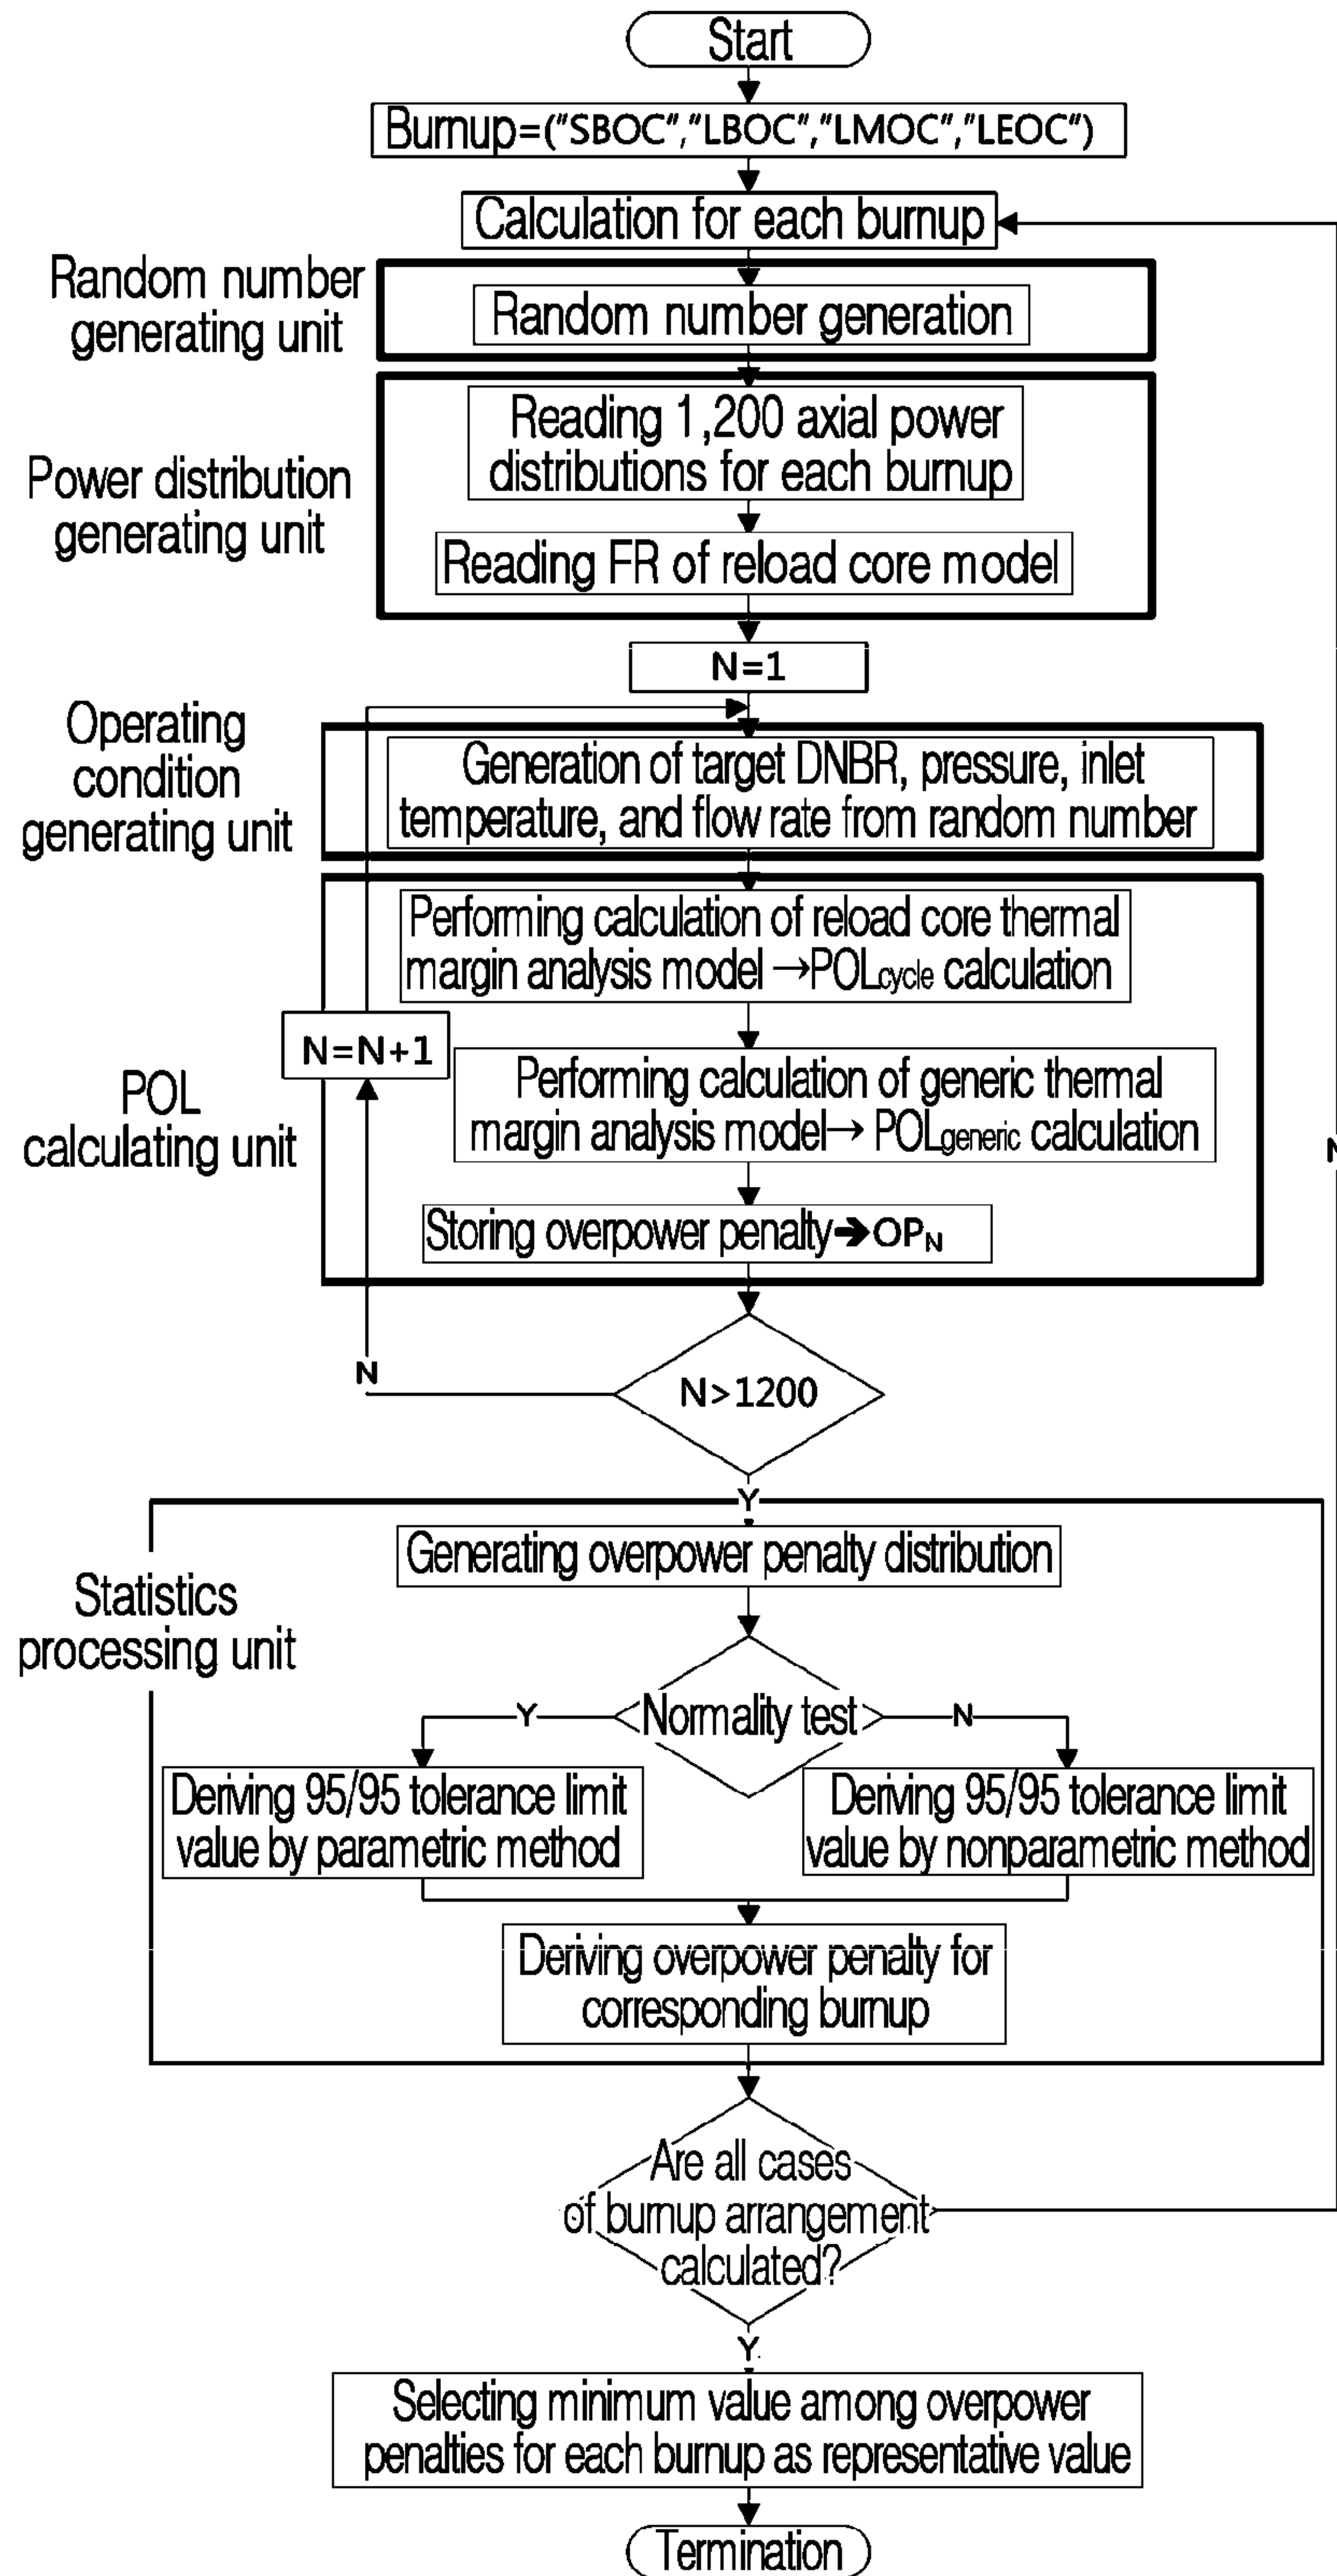 Start
Burnup=("SBOC","LBOC","LMOC","LEOC")
Calculation for each burnup
Random number
generating unit
Random number generation
Reading 1,200 axial power
distributions for each burnup
Power distribution
generating unit
Reading FR of reload core model
N=1
Operating
condition
generating unit
Generation of target DNBR, pressure, inlet
temperature, and flow rate from random number
Performing calculation of reload core thermal
margin analysis model →POLcycle calculation
N=N+1
Performing calculation of generic thermal
margin analysis model→ POLgeneric calculation
POL
calculating unit
N
Storing overpower penalty➔OPN
N
N>1200
Y
Generating overpower penalty distribution
Statistics
processing unit
Y
Normality test
N
Deriving 95/95 tolerance limit
value by parametric method
Deriving 95/95 tolerance limit
value by nonparametric method
Deriving overpower penalty for
corresponding burnup
Are all cases
of burnup arrangement
calculated?
Y
Selecting minimum value among overpower
penalties for each burnup as representative value
Termination